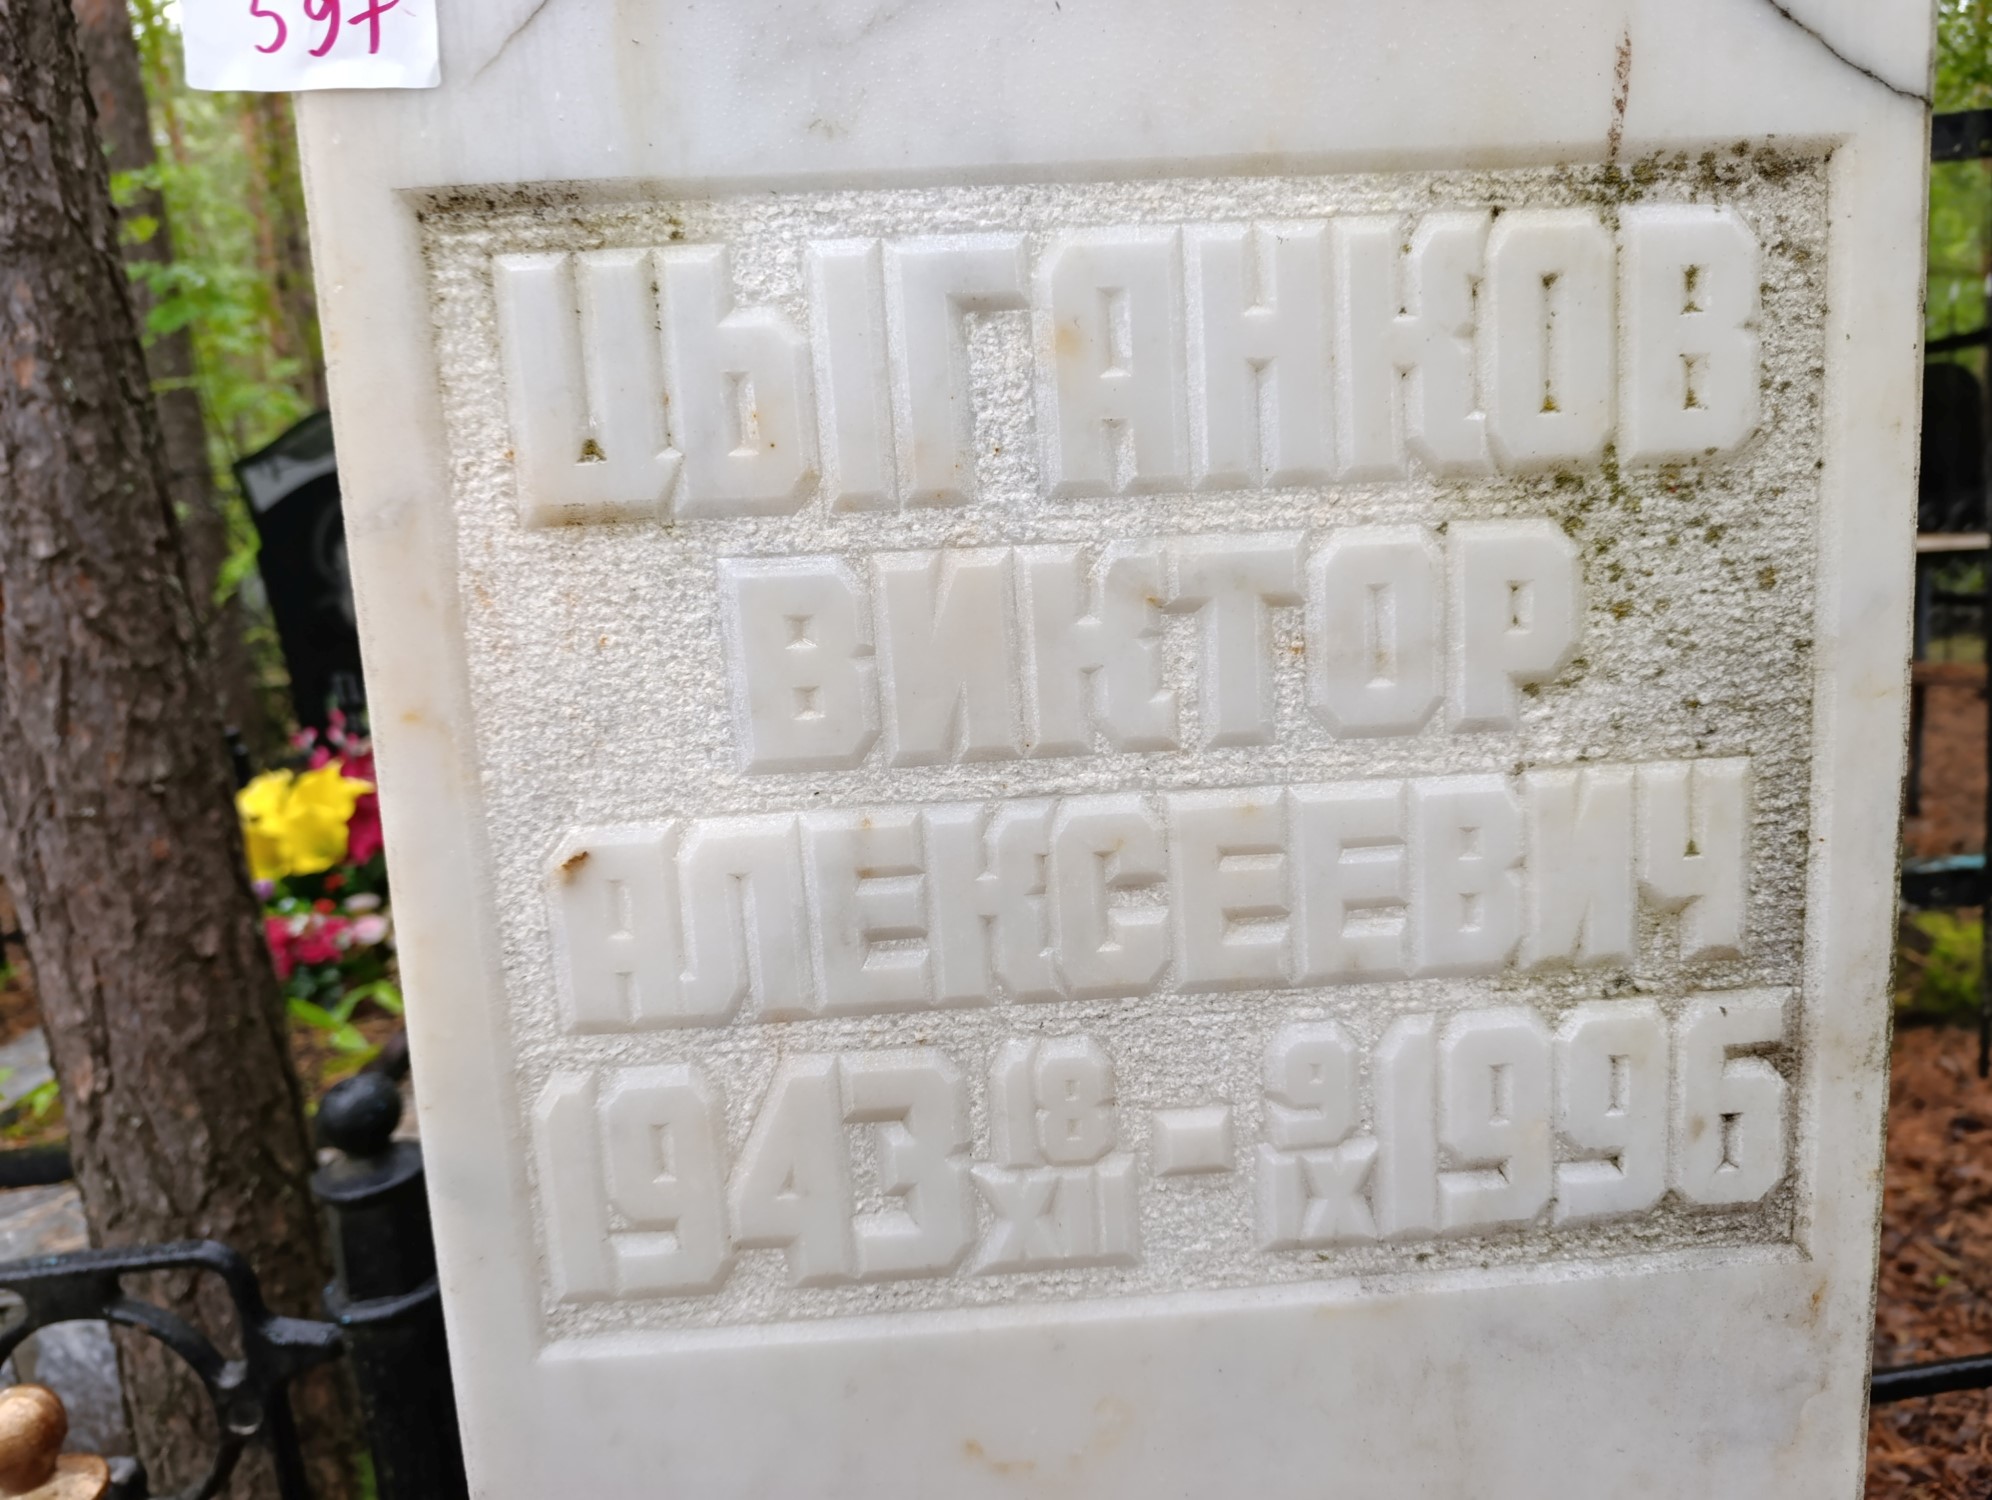 597
ЦЫГАНКОВ
ВИКТОР
АЛЕКСЕЕВИЧ
1943 18/XII - 9/IX 1996